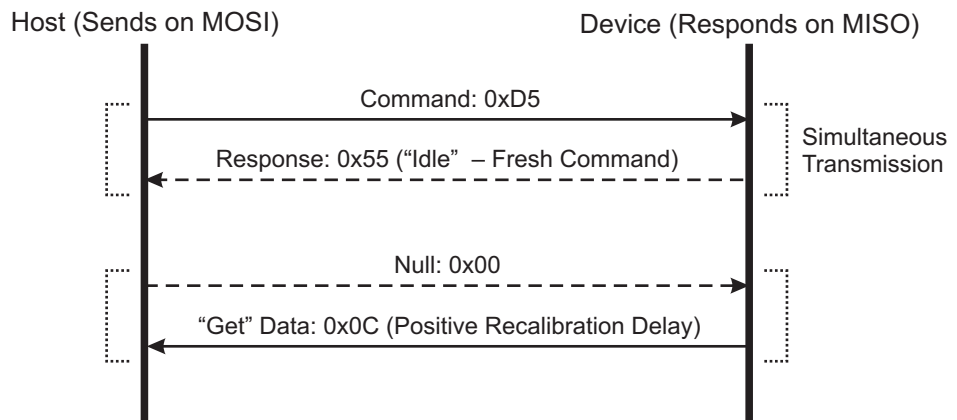 Host (Sends on MOSI)
Device (Responds on MISO)
Command: 0xD5
Response: 0x55 (“Idle” – Fresh Command)
Simultaneous
Transmission
Null: 0x00
“Get” Data: 0x0C (Positive Recalibration Delay)